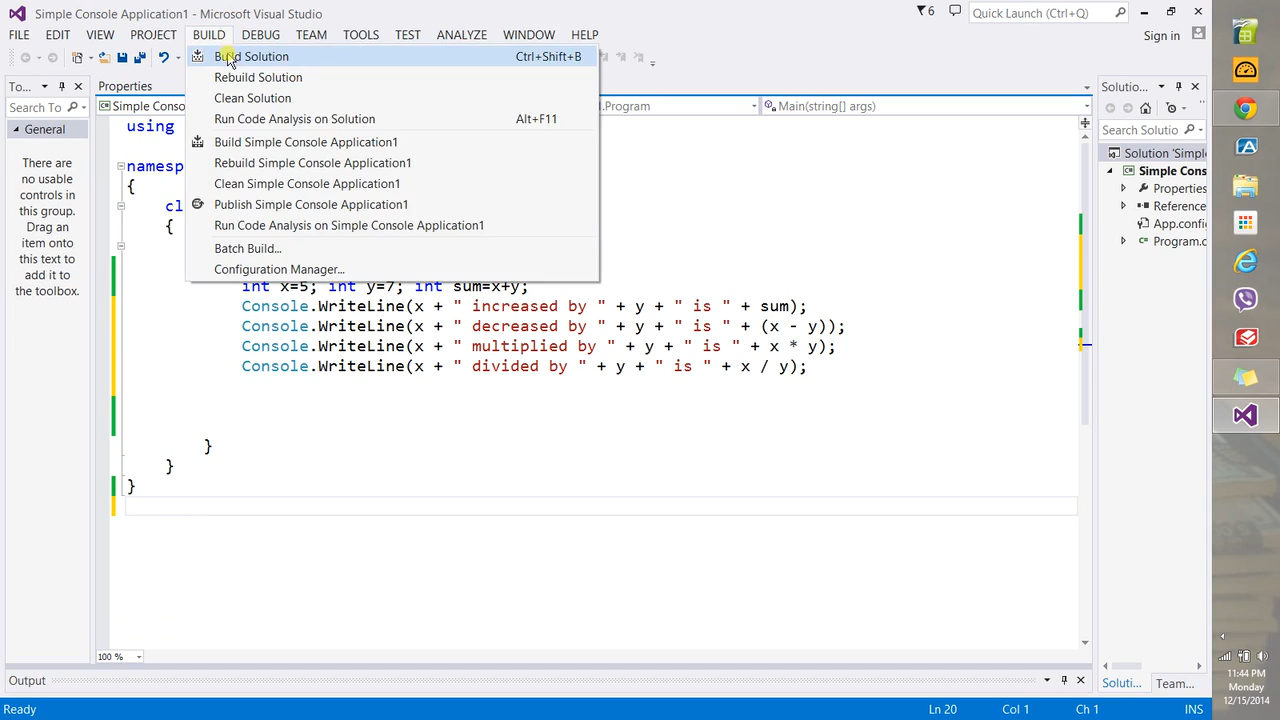 Simple Console Application1 - Microsoft Visual Studio
6
Quick Launch (Ctrl+Q)
FILE EDIT VIEW PROJECT BUILD DEBUG TEAM TOOLS TEST ANALYZE WINDOW HELP
Sign in
Build Solution Ctrl+Shift+B
Rebuild Solution
Clean Solution
Run Code Analysis on Solution Alt+F11
Build Simple Console Application1
Rebuild Simple Console Application1
Clean Simple Console Application1
Publish Simple Console Application1
Run Code Analysis on Simple Console Application1
Batch Build...
Configuration Manager...
To...
Search To
General
There are
no usable
controls in
this group.
Drag an
item onto
this text to
add it to
the toolbox.
Properties
Simple Conso
.Program
Main(string[] args)
using
namesp
{
cl
{
int x=5; int y=7; int sum=x+y;
Console.WriteLine(x + " increased by " + y + " is " + sum);
Console.WriteLine(x + " decreased by " + y + " is " + (x - y));
Console.WriteLine(x + " multiplied by " + y + " is " + x * y);
Console.WriteLine(x + " divided by " + y + " is " + x / y);
}
}
}
100 %
Output
Solutio...
Search Solutio
Solution 'Simpl
Simple Cons
Properties
Reference
App.config
Program.c
Soluti... Team...
Ready
Ln 20 Col 1 Ch 1 INS
11:44 PM
Monday
12/15/2014